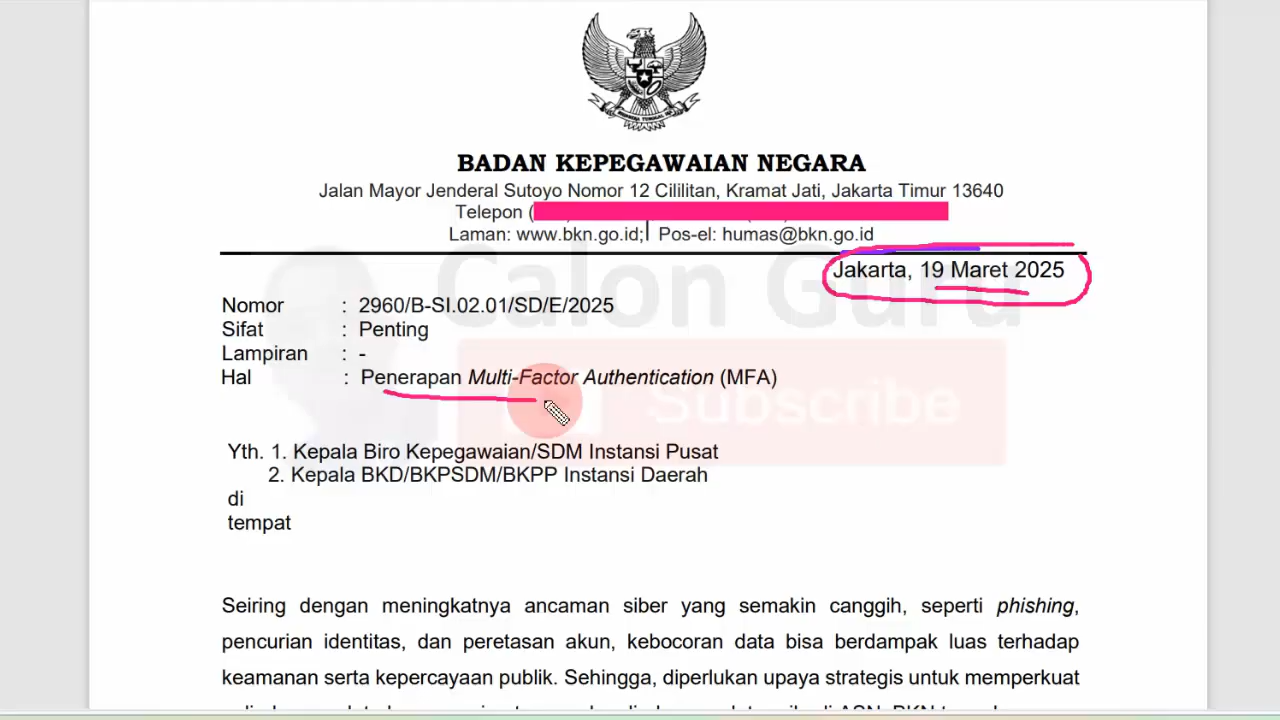 BADAN KEPEGAWAIAN NEGARA
Jalan Mayor Jenderal Sutoyo Nomor 12 Cililitan, Kramat Jati, Jakarta Timur 13640
Telepon (
Laman: www.bkn.go.id; Pos-el: humas@bkn.go.id
Jakarta, 19 Maret 2025
Nomor : 2960/B-SI.02.01/SD/E/2025
Sifat : Penting
Lampiran : -
Hal : Penerapan Multi-Factor Authentication (MFA)
Calon Guru
Subscribe
Yth. 1. Kepala Biro Kepegawaian/SDM Instansi Pusat
2. Kepala BKD/BKPSDM/BKPP Instansi Daerah
di
tempat
Seiring dengan meningkatnya ancaman siber yang semakin canggih, seperti phishing,
pencurian identitas, dan peretasan akun, kebocoran data bisa berdampak luas terhadap
keamanan serta kepercayaan publik. Sehingga, diperlukan upaya strategis untuk memperkuat